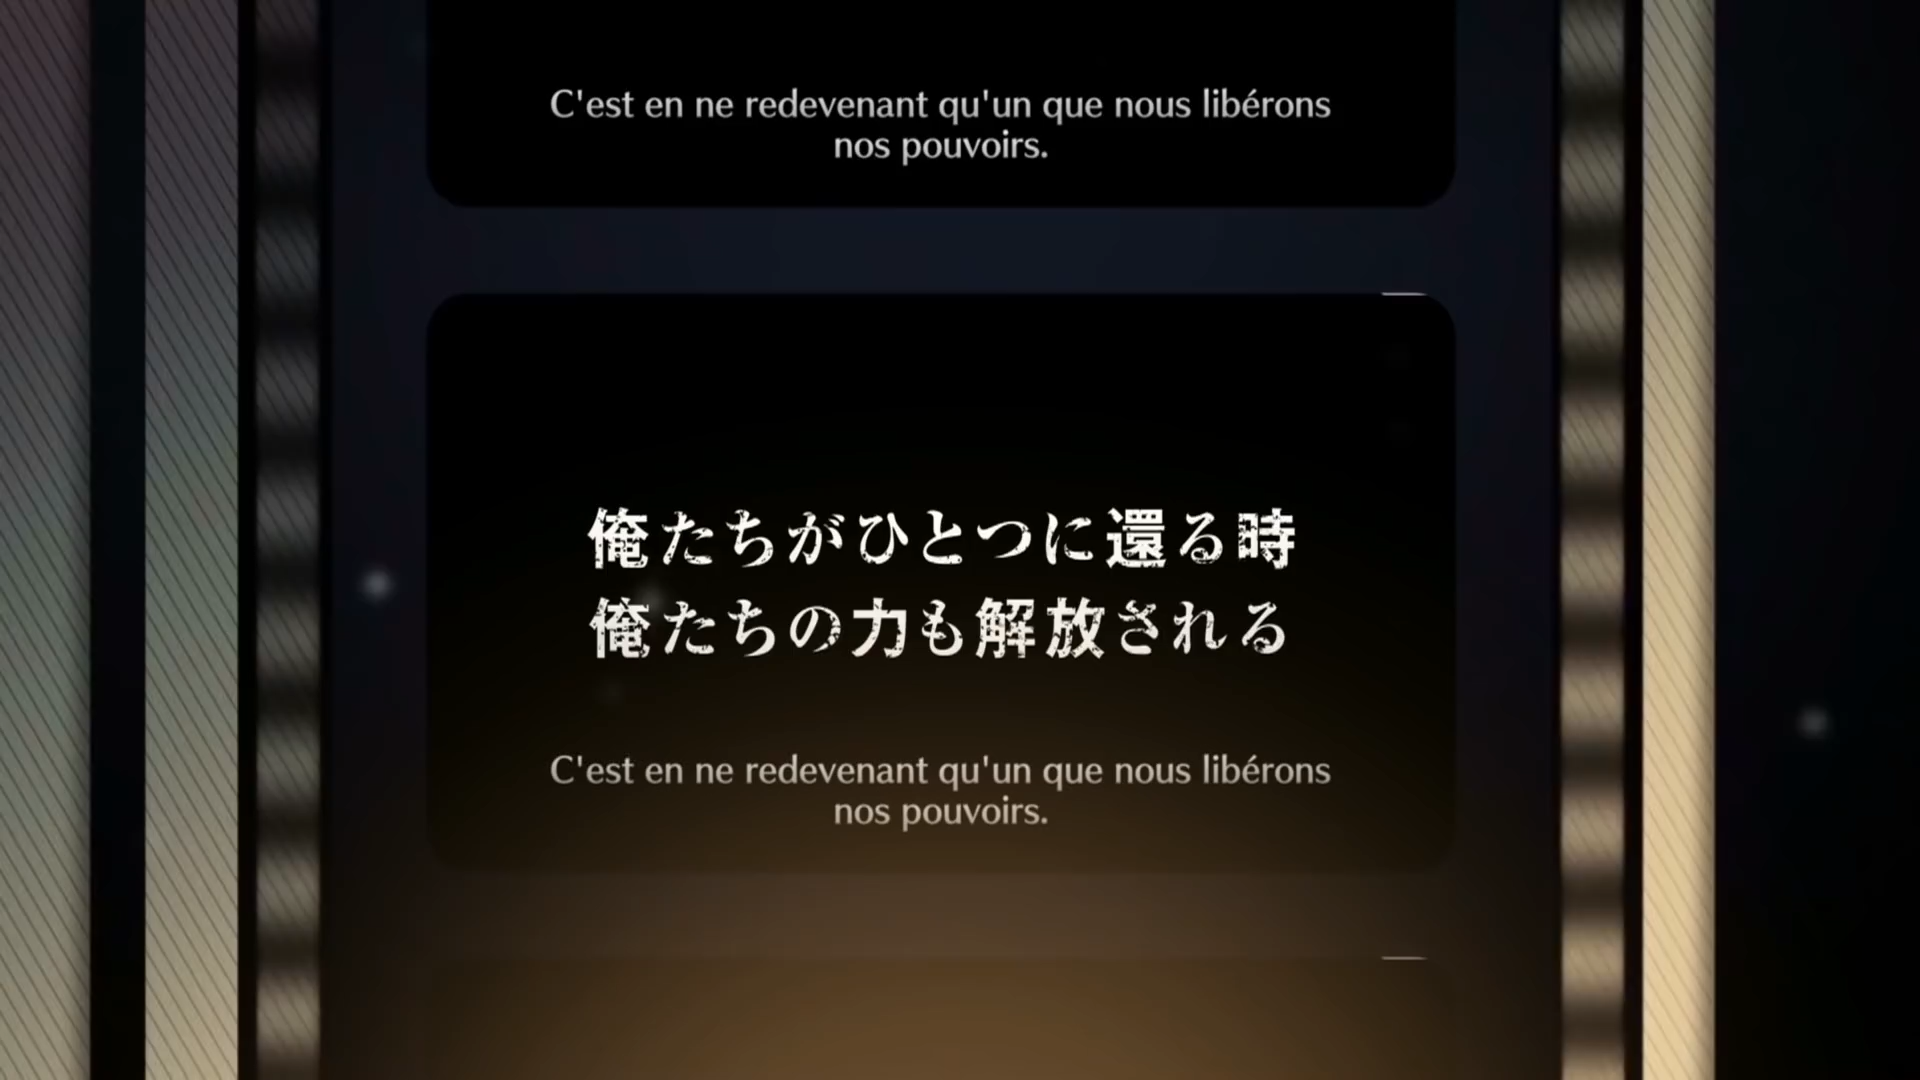 C'est en ne redevenant qu'un que nous libérons
nos pouvoirs.
俺たちがひとつに還る時
俺たちの力も解放される
C'est en ne redevenant qu'un que nous libérons
nos pouvoirs.